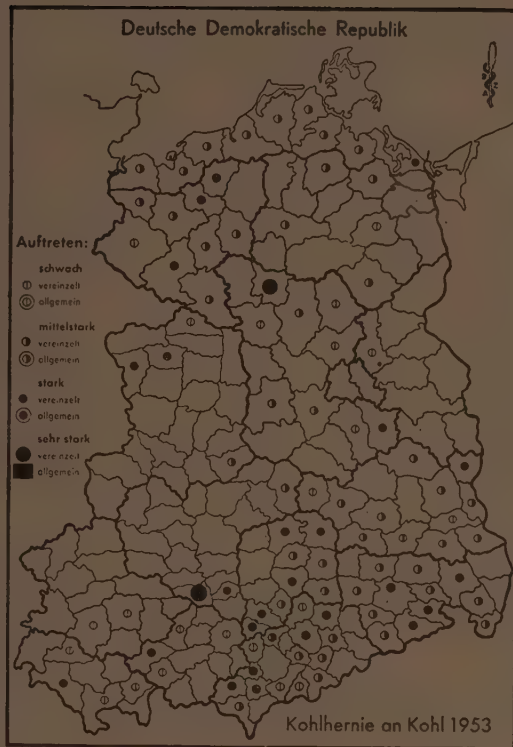 Deutsche Demokratische Republik
Auftreten:
schwach
vereinzelt
allgemein
mittelstark
vereinzelt
allgemein
stark
vereinzelt
allgemein
sehr stark
vereinzelt
allgemein
Kohlhernie an Kohl 1953